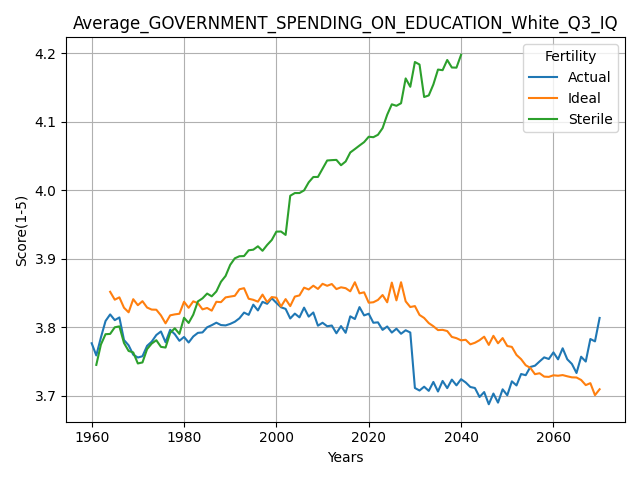 Average_GOVERNMENT_SPENDING_ON_EDUCATION_White_Q3_IQ
Fertility
Actual
Ideal
Sterile
Score(1-5)
4.2
4.1
4.0
3.9
3.8
3.7
1960 1980 2000 2020 2040 2060
Years